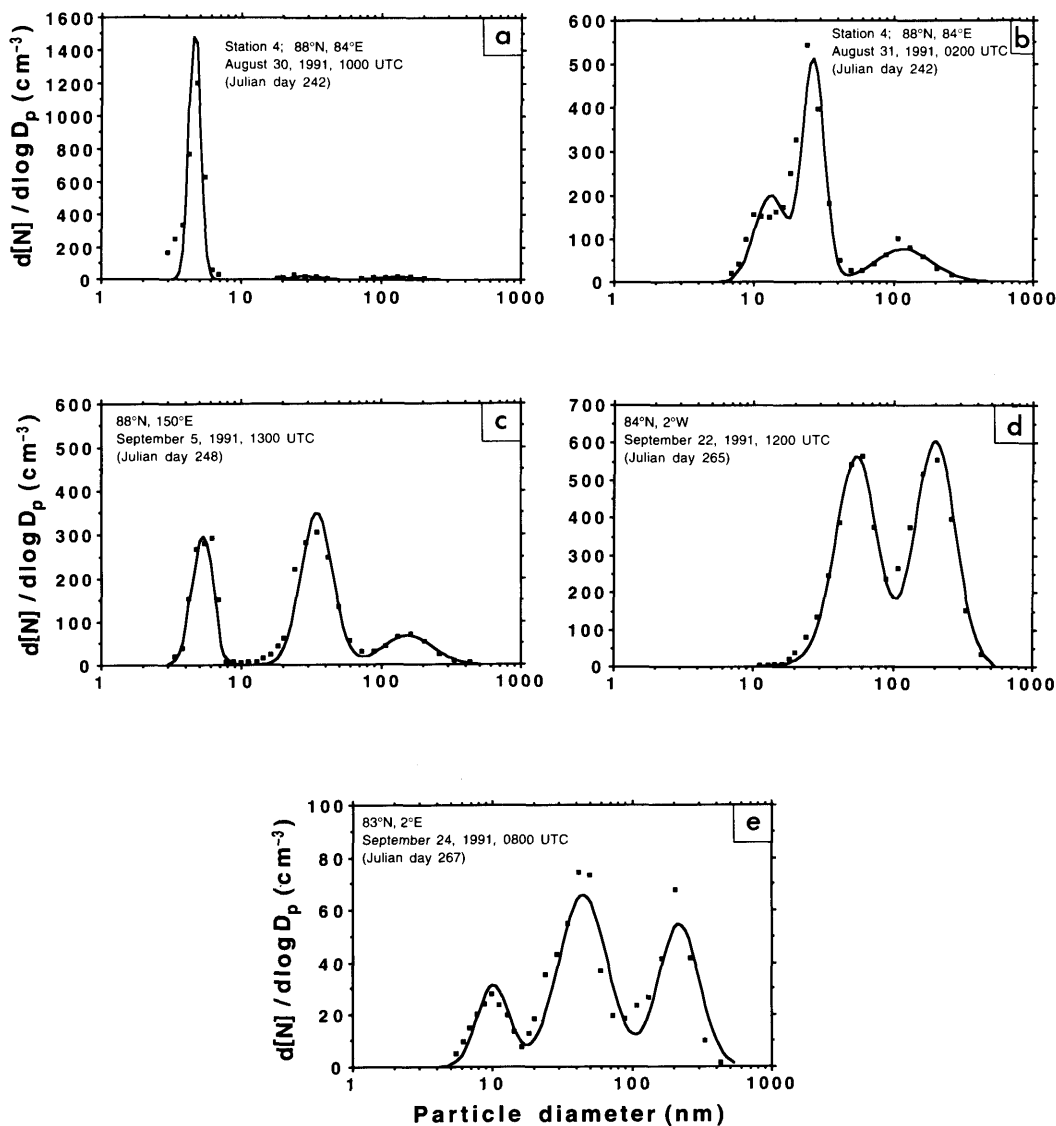 a
Station 4; 88°N, 84°E
August 30, 1991, 1000 UTC
(Julian day 242)
d[N] / dlogDp (cm⁻³)
1600
1400
1200
1000
800
600
400
200
0
1 10 100 1000
b
Station 4; 88°N, 84°E
August 31, 1991, 0200 UTC
(Julian day 242)
600
500
400
300
200
100
0
1 10 100 1000
c
88°N, 150°E
September 5, 1991, 1300 UTC
(Julian day 248)
d[N] / dlogDp (cm⁻³)
600
500
400
300
200
100
0
1 10 100 1000
d
84°N, 2°W
September 22, 1991, 1200 UTC
(Julian day 265)
700
600
500
400
300
200
100
0
1 10 100 1000
e
83°N, 2°E
September 24, 1991, 0800 UTC
(Julian day 267)
d[N] / dlogDp (cm⁻³)
100
80
60
40
20
0
1 10 100 1000
Particle diameter (nm)